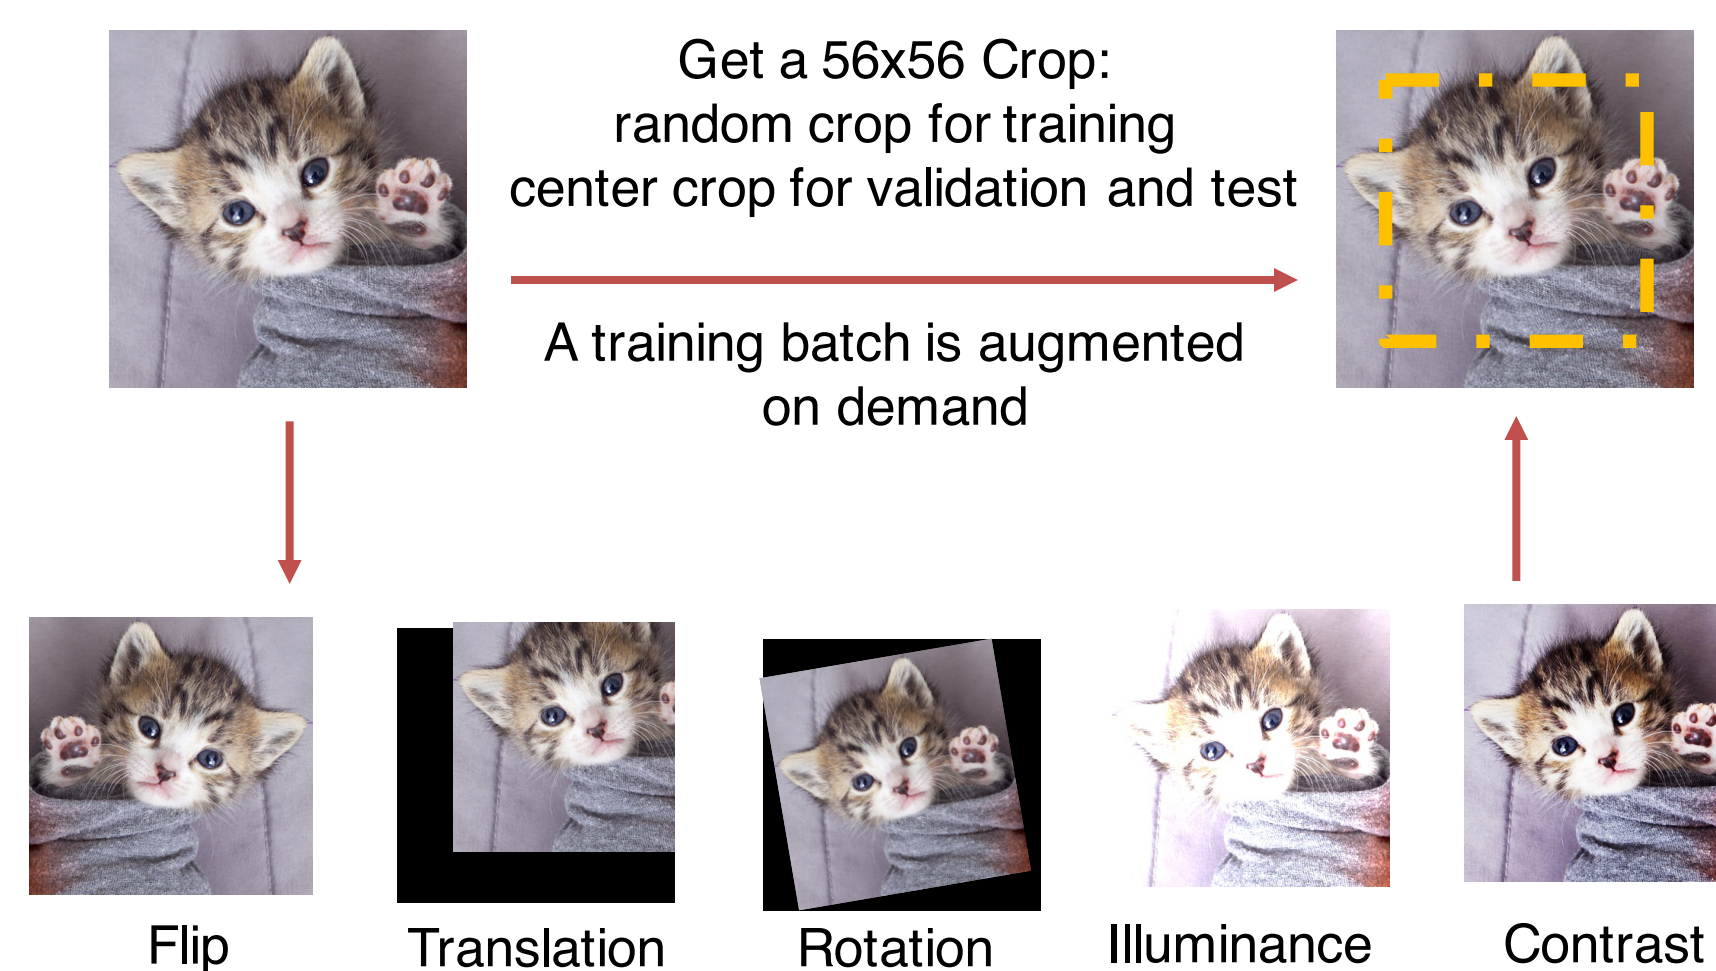 Get a 56x56 Crop:
random crop for training
center crop for validation and test
A training batch is augmented
on demand
Flip
Translation
Rotation
Illuminance
Contrast